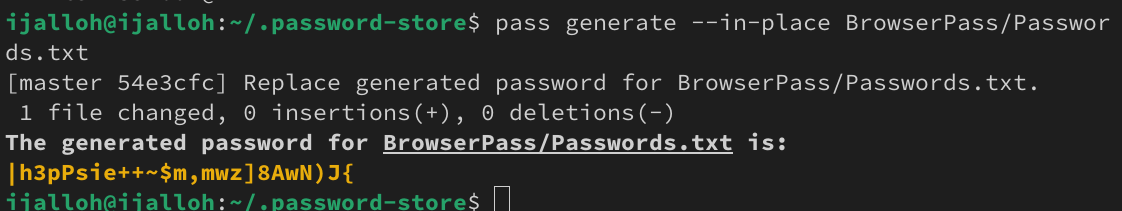 ijalloh@ijalloh:~/.password-store$ pass generate --in-place BrowserPass/Passwor
ds.txt
[master 54e3cfc] Replace generated password for BrowserPass/Passwords.txt.
 1 file changed, 0 insertions(+), 0 deletions(-)
The generated password for BrowserPass/Passwords.txt is:
|h3pPsie++~$m,mwz]8AwN)J{
ijalloh@ijalloh:~/.password-store$